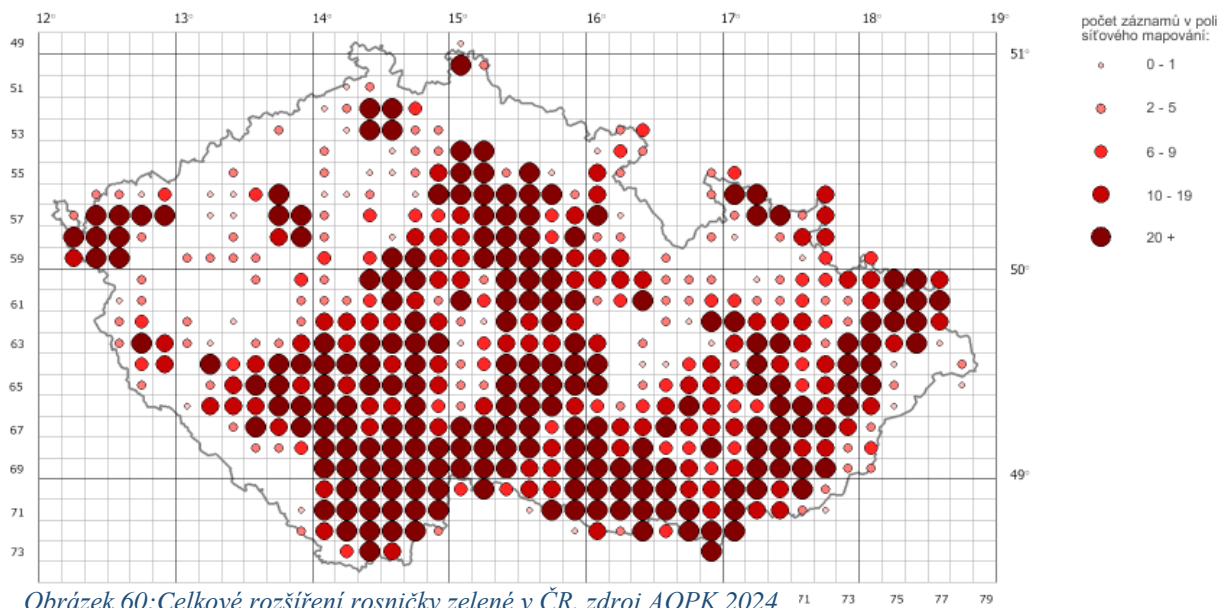 12° 13° 14° 15° 16° 17° 18° 19°
počet záznamů v poli
síťového mapování:
0 - 1
2 - 5
6 - 9
10 - 19
20 +
49
51
53
55
57
59
61
63
65
67
69
71
73
51°
50°
49°
Obrázek 60:Celkové rozšíření rosničky zelené v ČR, zdroj AOPK 2024
71 73 75 77 79